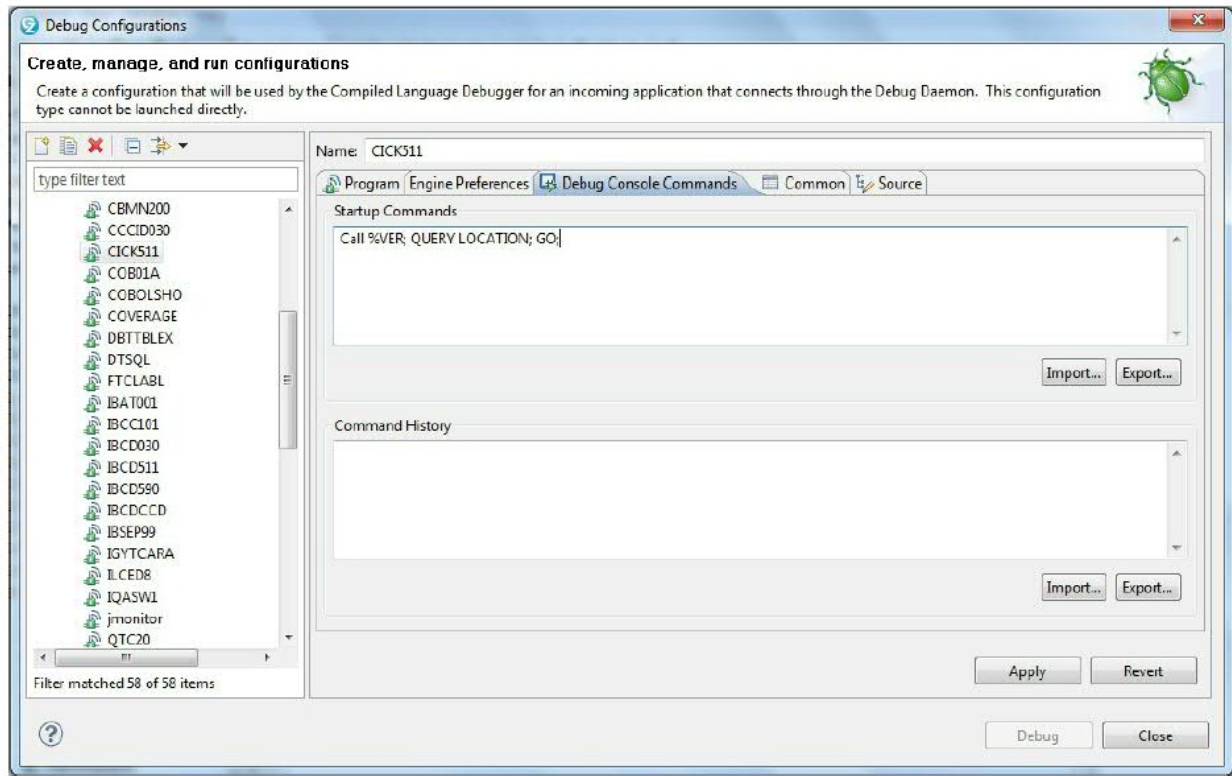 Debug Configurations
Create, manage, and run configurations
Create a configuration that will be used by the Compiled Language Debugger for an incoming application that connects through the Debug Daemon. This configuration
type cannot be launched directly.
type filter text
CBMN200
CCCID030
CICK511
COB01A
COBOLSHO
COVERAGE
DBTTBLEX
DTSQL
FTCLABL
IBAT001
IBCC101
IBCD030
IBCD511
IBCD590
IBCDCCD
IBSEP99
IGYTCARA
ILCED8
IQASW1
jmonitor
QTC20
Filter matched 58 of 58 items
Name: CICK511
Program Engine Preferences Debug Console Commands Common Source
Startup Commands
Call %VER; QUERY LOCATION; GO;
Import... Export...
Command History
Import... Export...
Apply Revert
Debug Close